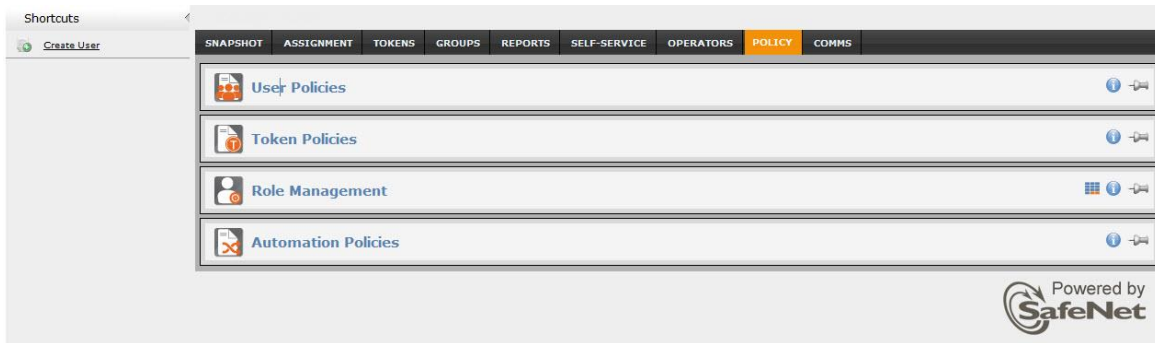 Shortcuts
Create User
SNAPSHOT ASSIGNMENT TOKENS GROUPS REPORTS SELF-SERVICE OPERATORS POLICY COMMS
User Policies
Token Policies
Role Management
Automation Policies
Powered by
SafeNet